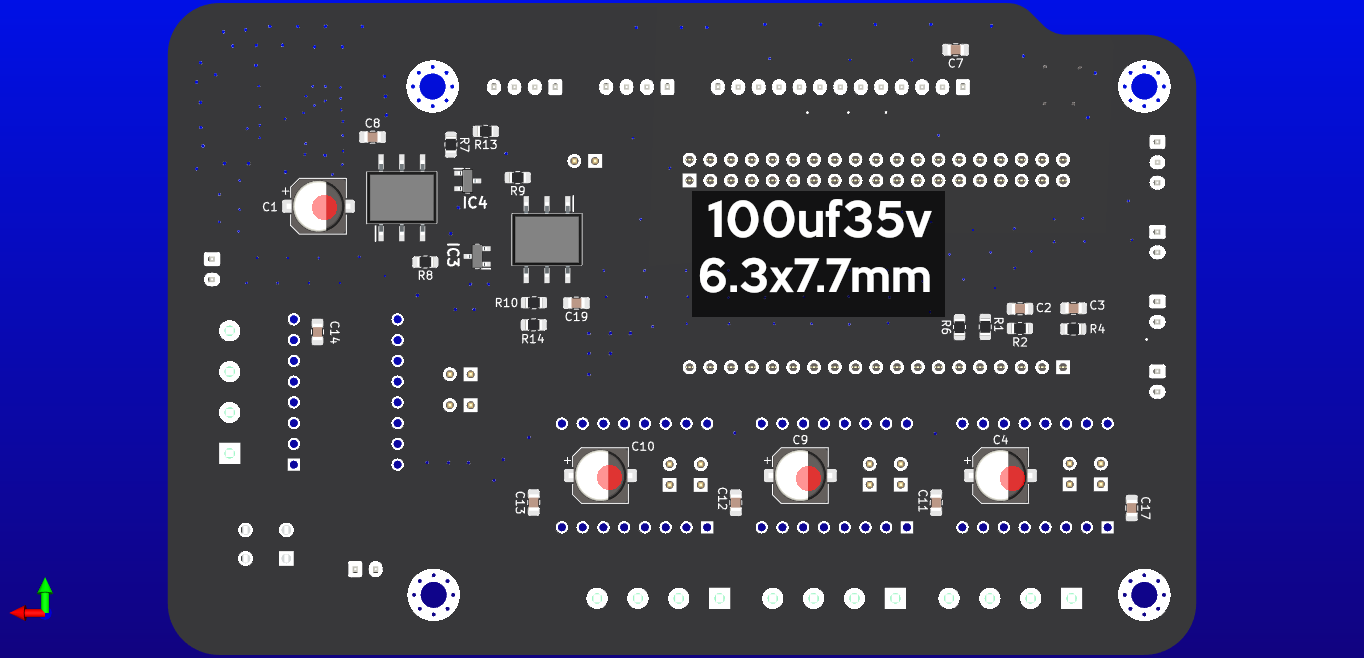 C7
C8
R7
R13
R9
C1
IC4
100uf35v
6.3x7.7mm
IC3
R8
R10
C19
C14
R14
C2
C3
R6
R1
R2
R4
C10
C9
C4
C13
C12
C11
C17